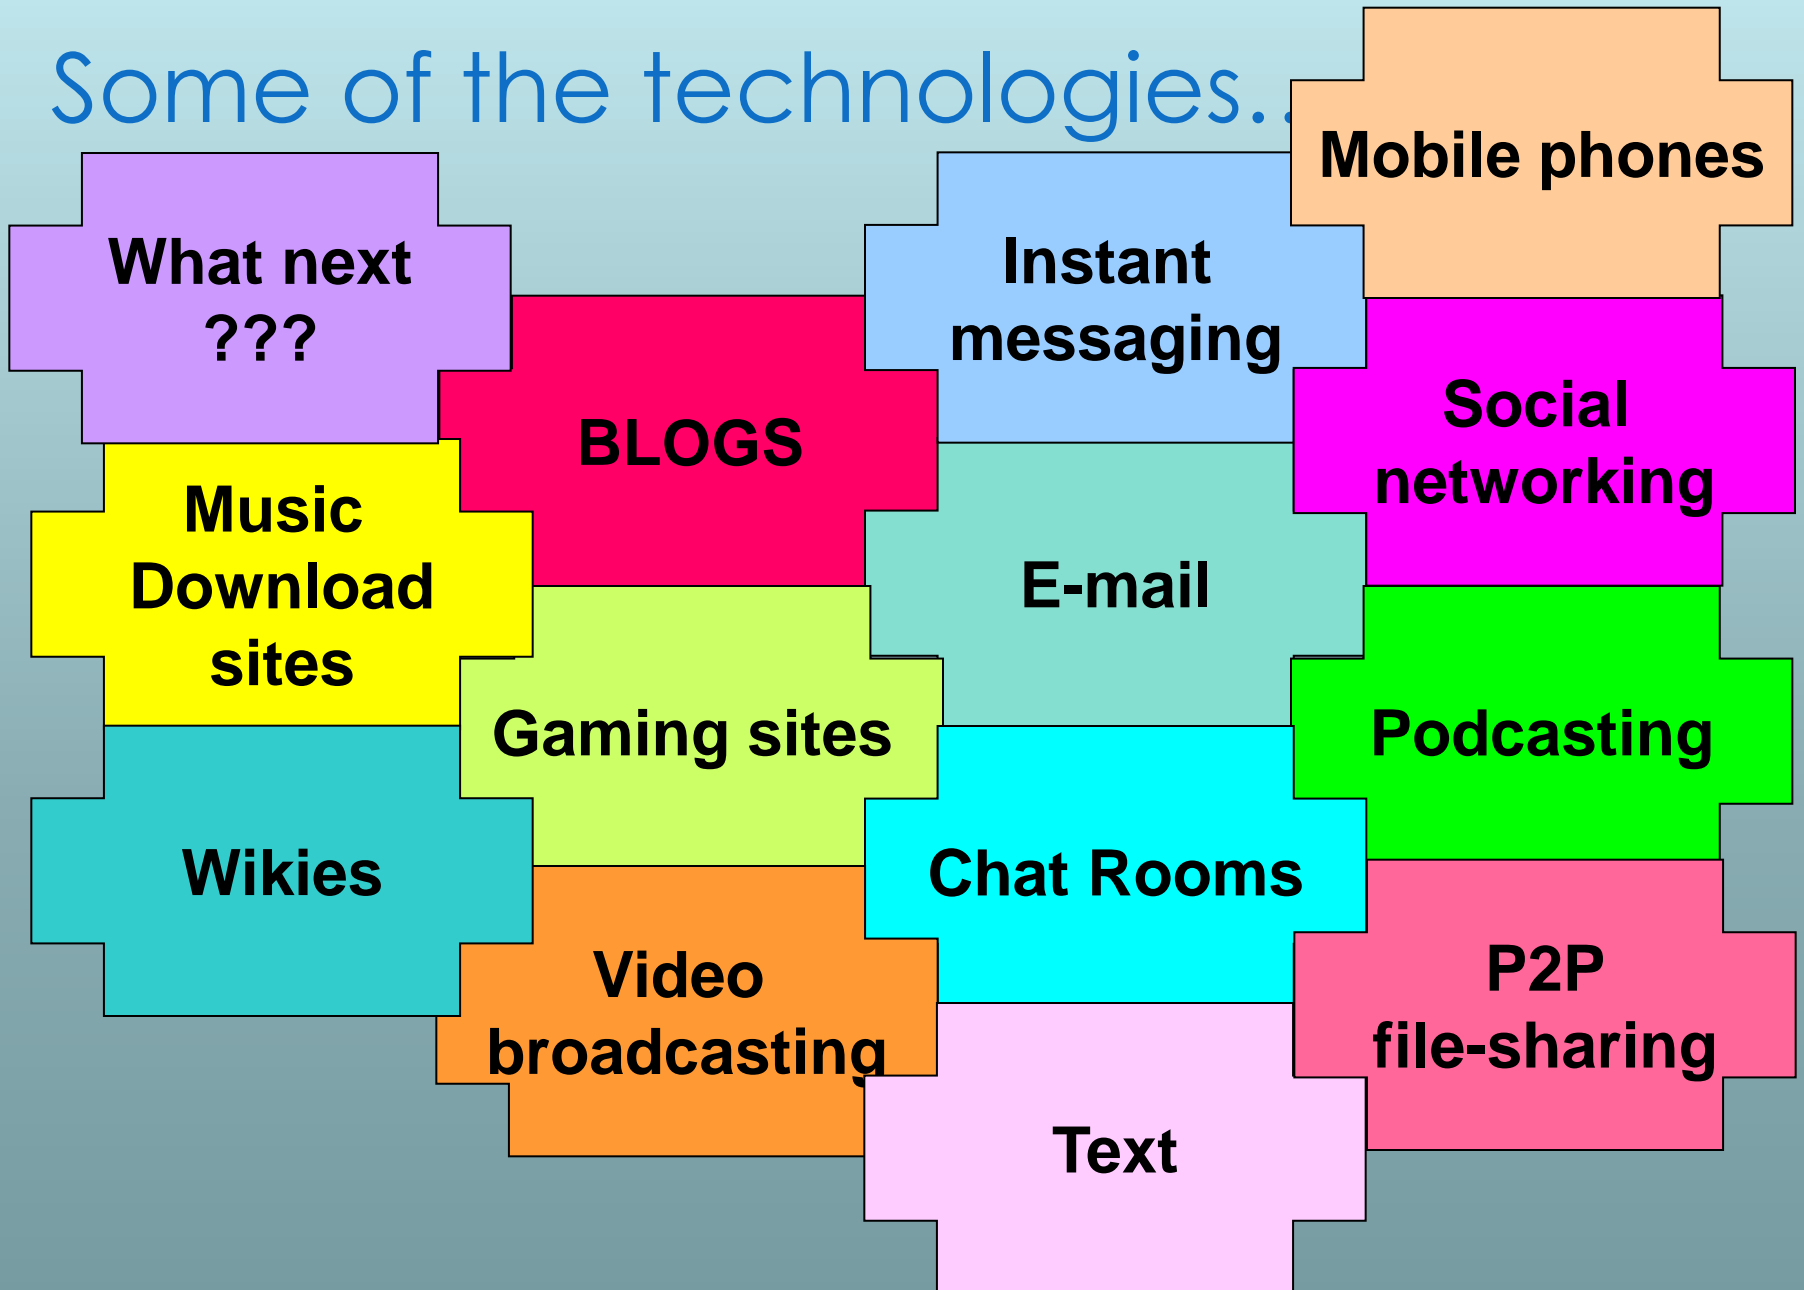 Some of the technologies..
Mobile phones
What next
???
Instant
messaging
BLOGS
Social
networking
Music
Download
sites
E-mail
Gaming sites
Podcasting
Wikies
Chat Rooms
Video
broadcasting
P2P
file-sharing
Text